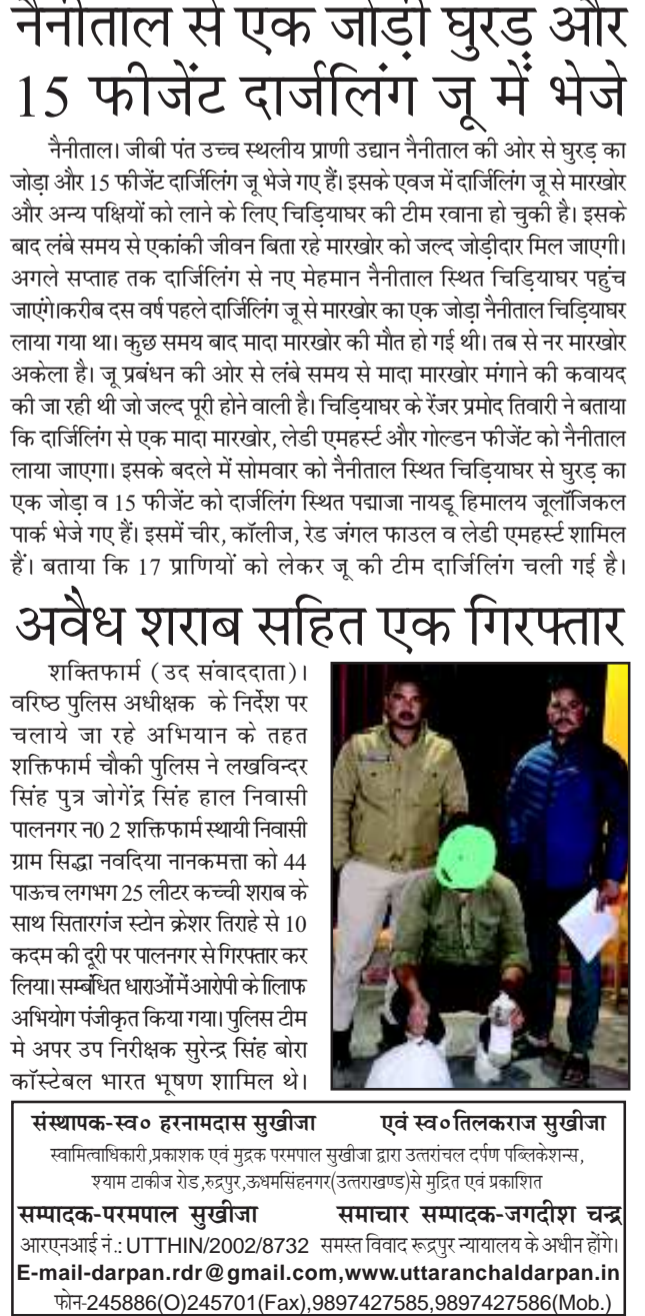 नैनीताल से एक जोड़ी घुरड़ और
15 फीजेंट दार्जलिंग जू में भेजे
नैनीताल। जीबी पंत उच्च स्थलीय प्राणी उद्यान नैनीताल की ओर से घुरड़ का
जोड़ा और 15 फीजेंट दार्जिलिंग जू भेजे गए हैं। इसके एवज में दार्जिलिंग जू से मारखोर
और अन्य पक्षियों को लाने के लिए चिड़ियाघर की टीम रवाना हो चुकी है। इसके
बाद लंबे समय से एकांकी जीवन बिता रहे मारखोर को जल्द जोड़ीदार मिल जाएगी।
अगले सप्ताह तक दार्जिलिंग से नए मेहमान नैनीताल स्थित चिड़ियाघर पहुंच
जाएंगे।करीब दस वर्ष पहले दार्जिलिंग जू से मारखोर का एक जोड़ा नैनीताल चिड़ियाघर
लाया गया था। कुछ समय बाद मादा मारखोर की मौत हो गई थी। तब से नर मारखोर
अकेला है। जू प्रबंधन की ओर से लंबे समय से मादा मारखोर मंगाने की कवायद
की जा रही थी जो जल्द पूरी होने वाली है। चिड़ियाघर के रेंजर प्रमोद तिवारी ने बताया
कि दार्जिलिंग से एक मादा मारखोर, लेडी एमहर्स्ट और गोल्डन फीजेंट को नैनीताल
लाया जाएगा। इसके बदले में सोमवार को नैनीताल स्थित चिड़ियाघर से घुरड़ का
एक जोड़ा व 15 फीजेंट को दार्जलिंग स्थित पद्माजा नायडू हिमालय जूलॉजिकल
पार्क भेजे गए हैं। इसमें चीर, कॉलीज, रेड जंगल फाउल व लेडी एमहर्स्ट शामिल
हैं। बताया कि 17 प्राणियों को लेकर जू की टीम दार्जिलिंग चली गई है।
अवैध शराब सहित एक गिरफ्तार
शक्तिफार्म (उद संवाददाता)।
वरिष्ठ पुलिस अधीक्षक के निर्देश पर
चलाये जा रहे अभियान के तहत
शक्तिफार्म चौकी पुलिस ने लखविन्दर
सिंह पुत्र जोगेंद्र सिंह हाल निवासी
पालनगर न0 2 शक्तिफार्म स्थायी निवासी
ग्राम सिद्धा नवदिया नानकमत्ता को 44
पाऊच लगभग 25 लीटर कच्ची शराब के
साथ सितारगंज स्टोन क्रेशर तिराहे से 10
कदम की दूरी पर पालनगर से गिरफ्तार कर
लिया। सम्बंधित धाराओं में आरोपी के ग़िलाफ
अभियोग पंजीकृत किया गया। पुलिस टीम
मे अपर उप निरीक्षक सुरेन्द्र सिंह बोरा
कॉस्टेबल भारत भूषण शामिल थे।
संस्थापक-स्व० हरनामदास सुखीजा एवं स्व०तिलकराज सुखीजा
स्वामित्वाधिकारी,प्रकाशक एवं मुद्रक परमपाल सुखीजा द्वारा उत्तरांचल दर्पण पब्लिकेशन्स,
श्याम टाकीज रोड,रुद्रपुर,ऊधमसिंहनगर(उत्तराखण्ड)से मुद्रित एवं प्रकाशित
सम्पादक-परमपाल सुखीजा समाचार सम्पादक-जगदीश चन्द्र
आरएनआई नं.: UTTHIN/2002/8732 समस्त विवाद रूद्रपुर न्यायालय के अधीन होंगे।
E-mail-darpan.rdr@gmail.com,www.uttaranchaldarpan.in
फोन-245886(O)245701(Fax),9897427585,9897427586(Mob.)